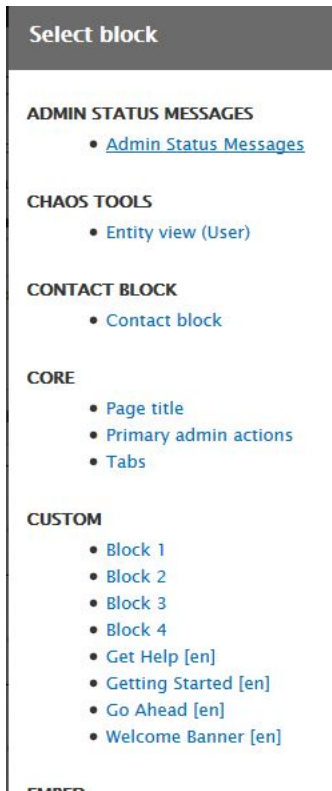 Select block
ADMIN STATUS MESSAGES
Admin Status Messages
CHAOS TOOLS
Entity view (User)
CONTACT BLOCK
Contact block
CORE
Page title
Primary admin actions
Tabs
CUSTOM
Block 1
Block 2
Block 3
Block 4
Get Help [en]
Getting Started [en]
Go Ahead [en]
Welcome Banner [en]
EMBED